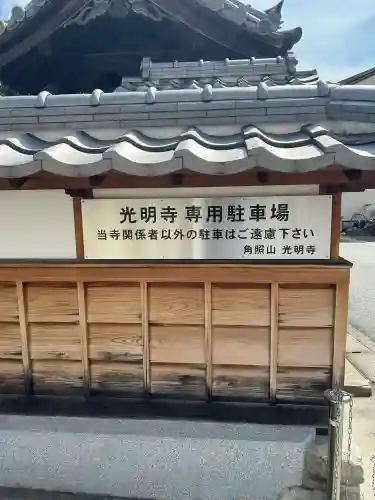 光明寺 専用駐車場
当寺関係者以外の駐車はご遠慮下さい
角照山 光明寺